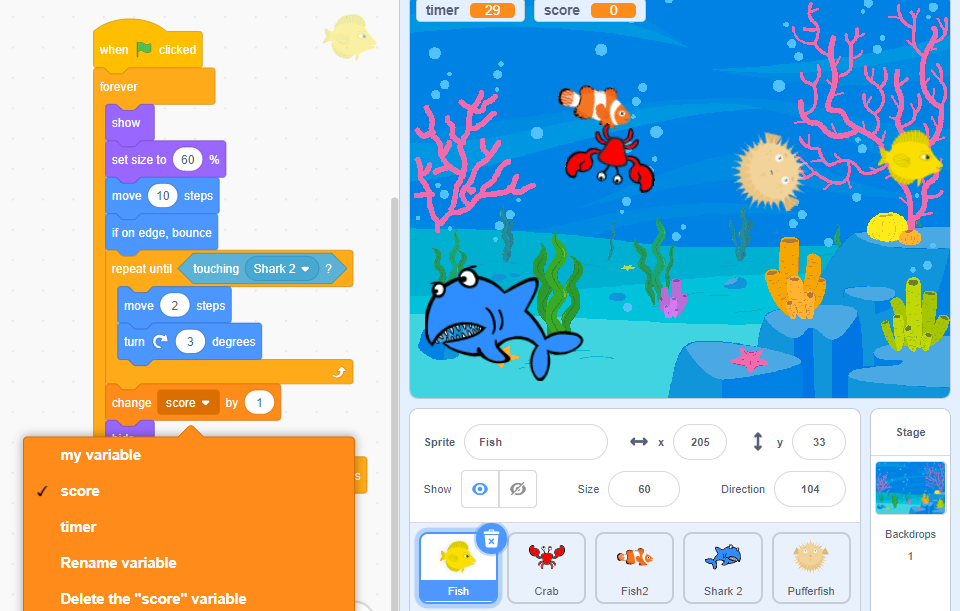 when clicked
forever
show
set size to 60 %
move 10 steps
if on edge, bounce
repeat until touching Shark 2 ?
move 2 steps
turn 3 degrees
change score by 1
my variable
✓ score
timer
Rename variable
Delete the "score" variable
timer 29 score 0
Sprite Fish x 205 y 33
Show Size 60 Direction 104
Fish
Crab
Fish2
Shark 2
Pufferfish
Stage
Backdrops
1